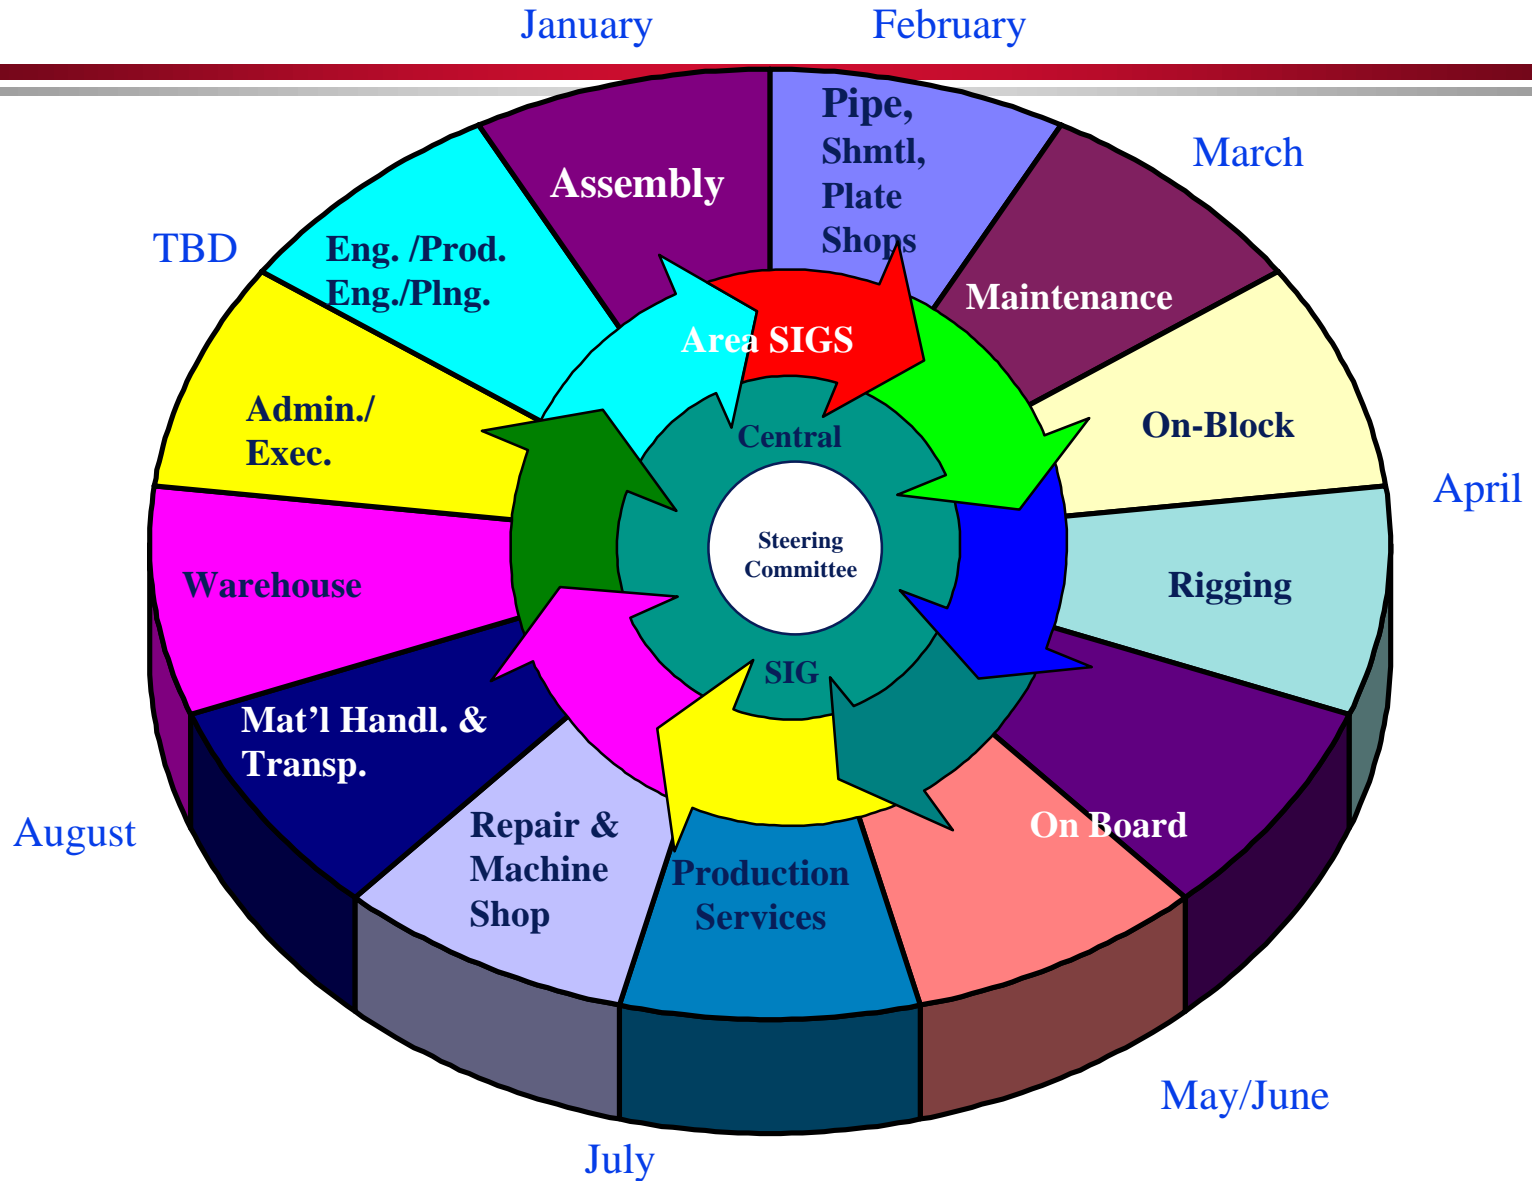 January
February
Pipe,
Shmtl,
Plate
Shops
March
Assembly
TBD
Eng. /Prod.
Eng./Plng.
Maintenance
Area SIGS
Admin./
Exec.
On-Block
Central
April
Steering
Committee
Warehouse
Rigging
SIG
Mat’l Handl. &
Transp.
August
Repair &
Machine
Shop
On Board
Production
Services
May/June
July